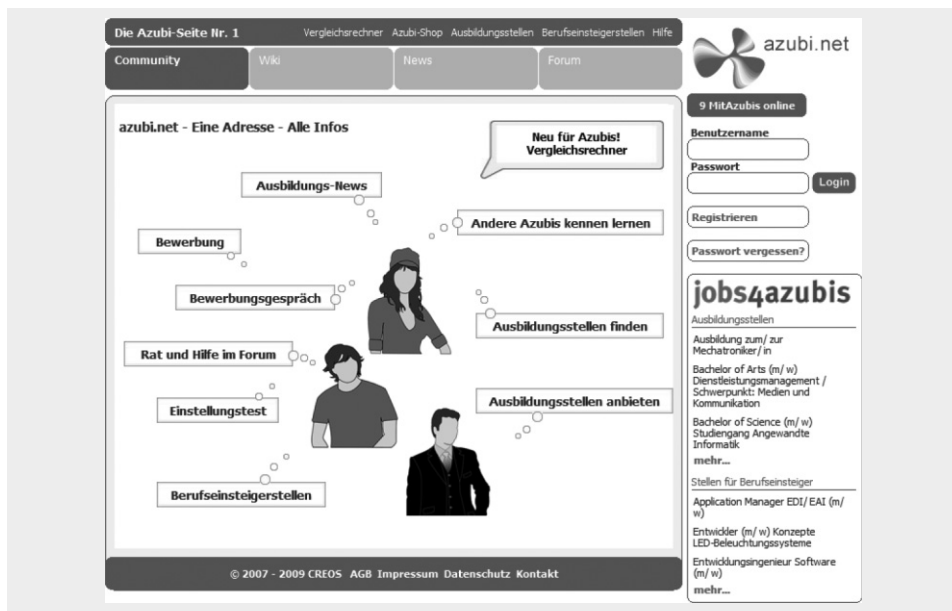 Die Azubi-Seite Nr. 1
Vergleichsrechner Azubi-Shop Ausbildungsstellen Berufseinsteigerstellen Hilfe
Community Wiki News Forum
azubi.net - Eine Adresse - Alle Infos
Neu für Azubis!
Vergleichsrechner
Ausbildungs-News
Andere Azubis kennen lernen
Bewerbung
Bewerbungsgespräch
Ausbildungsstellen finden
Rat und Hilfe im Forum
Einstellungstest
Ausbildungsstellen anbieten
Berufseinsteigerstellen
© 2007 - 2009 CREOS AGB Impressum Datenschutz Kontakt
azubi.net
9 MitAzubis online
Benutzername
Passwort
Login
Registrieren
Passwort vergessen?
jobs4azubis
Ausbildungsstellen
Ausbildung zum/ zur
Mechatroniker/ in
Bachelor of Arts (m/ w)
Dienstleistungsmanagement /
Schwerpunkt: Medien und
Kommunikation
Bachelor of Science (m/ w)
Studiengang Angewandte
Informatik
mehr...
Stellen für Berufseinsteiger
Application Manager EDI/ EAI (m/
w)
Entwickler (m/ w) Konzepte
LED-Beleuchtungssysteme
Entwicklungsingenieur Software
(m/ w)
mehr...